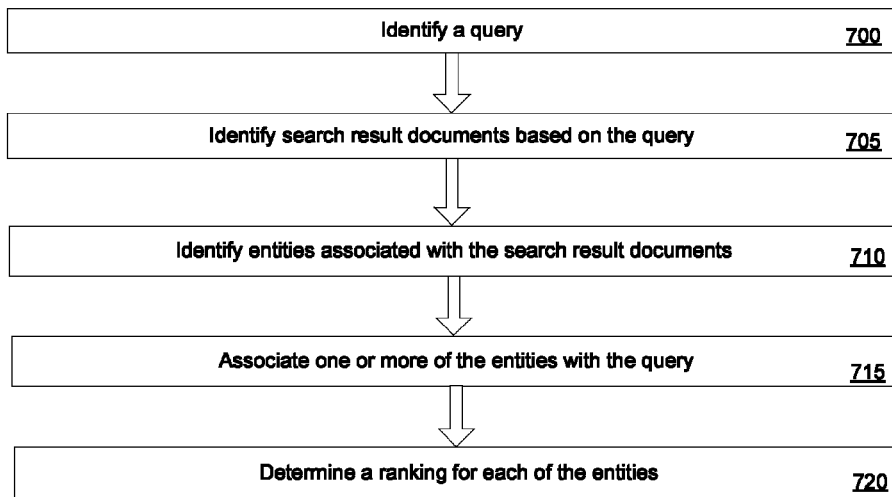 Identify a query
700
Identify search result documents based on the query
705
Identify entities associated with the search result documents
710
Associate one or more of the entities with the query
715
Determine a ranking for each of the entities
720